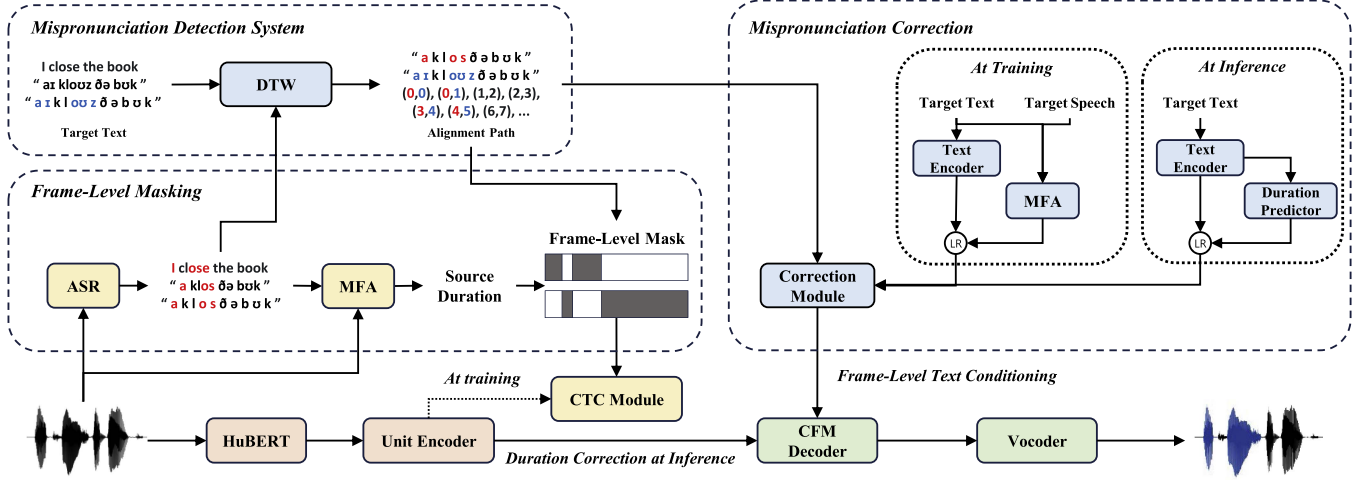 Mispronunciation Detection System
I close the book
“ aɪ kloʊz ðə bʊk”
“ a ɪ k l oʊ z ð ə b ʊ k”
Target Text
DTW
“ a k l o s ð ə b ʊ k ”
“ a ɪ k l oʊ z ð ə b ʊ k ”
(0,0), (0,1), (1,2), (2,3),
(3,4), (4,5), (6,7), ...
Alignment Path
Frame-Level Masking
ASR
I close the book
“ a klos ðə bʊk”
“ a k l o s ð ə b ʊ k ”
MFA
Source
Duration
Frame-Level Mask
At training
CTC Module
HuBERT
Unit Encoder
Duration Correction at Inference
CFM
Decoder
Vocoder
Frame-Level Text Conditioning
Mispronunciation Correction
At Training
Target Text
Target Speech
Text
Encoder
MFA
LR
At Inference
Target Text
Text
Encoder
Duration
Predictor
LR
Correction
Module